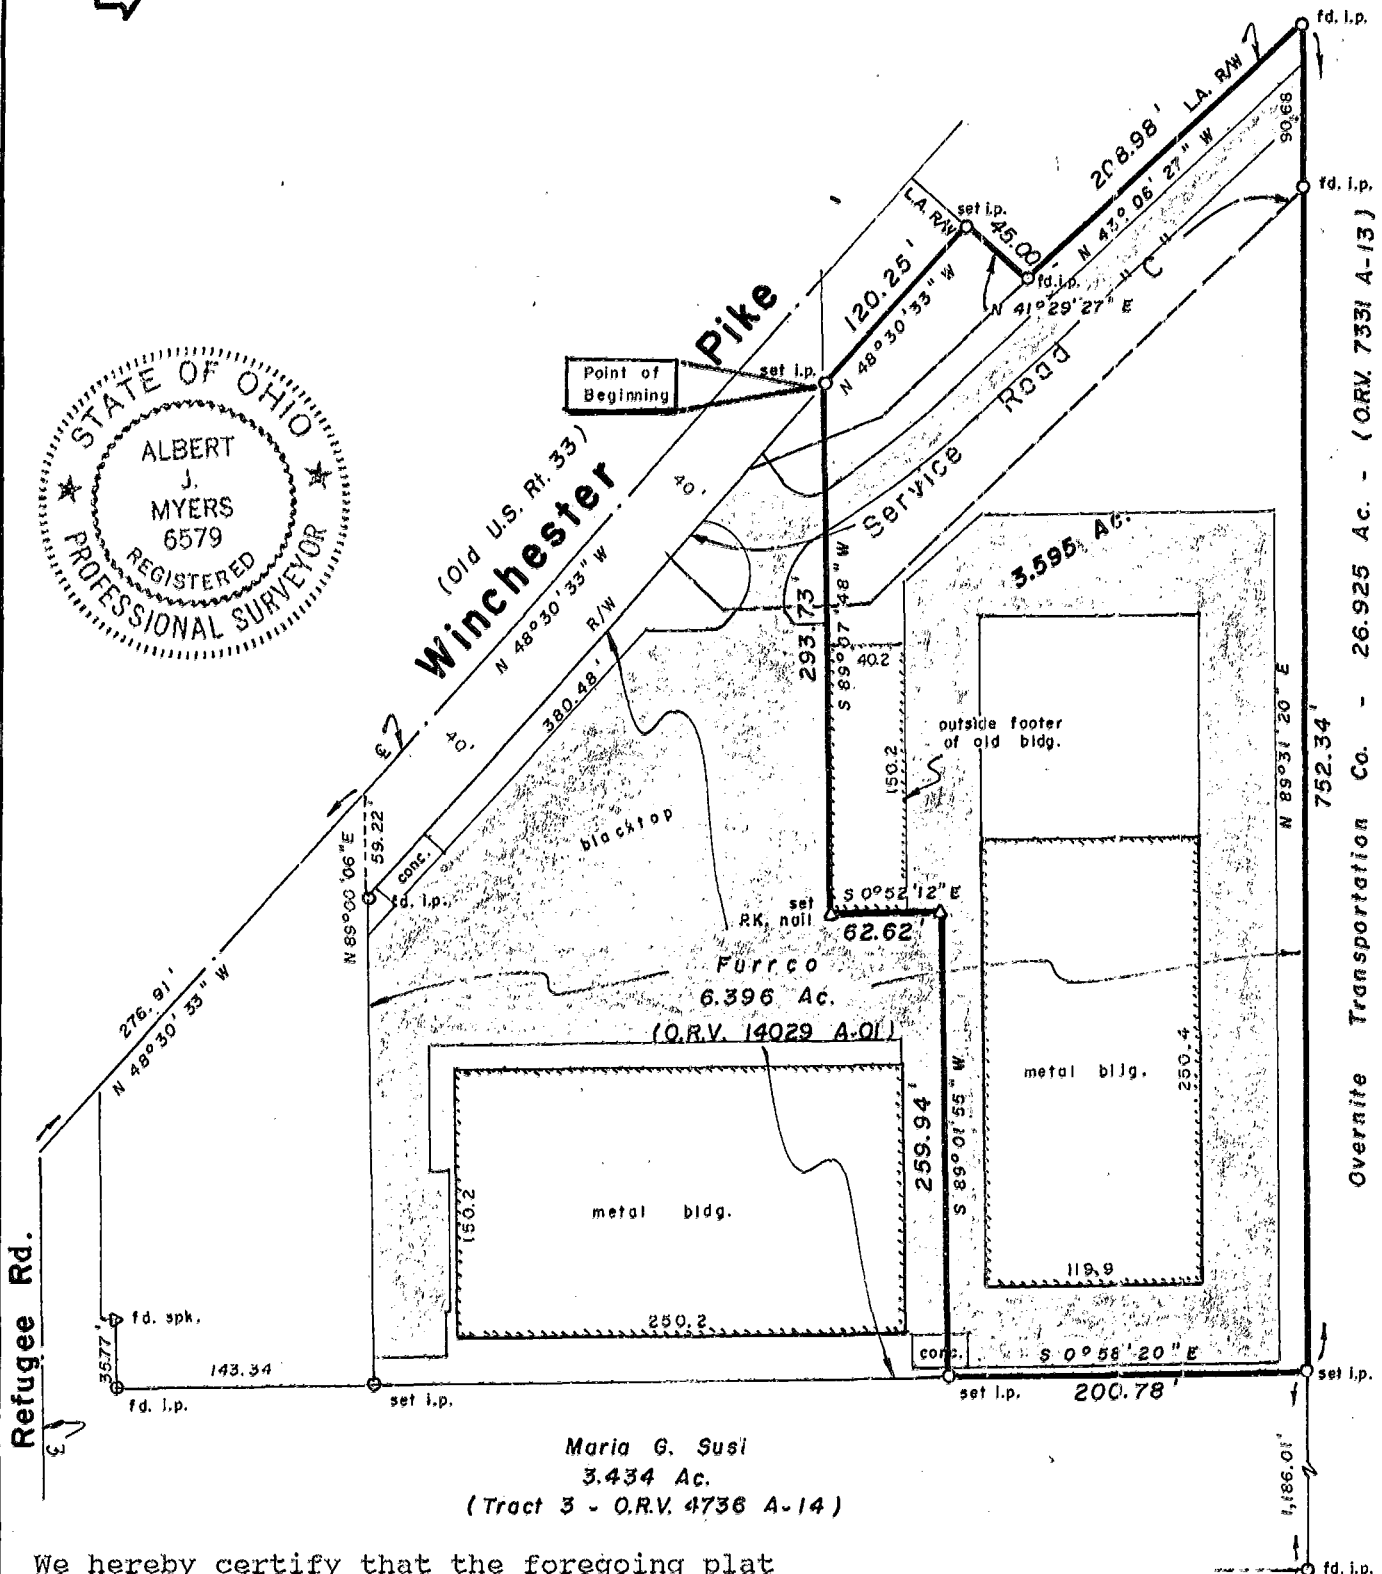 fd. i.p.
L.A. R/W
208.98'
N 43° 06' 27" W
90.68
fd. i.p.
L.A. R/W
set i.p.
45.00
fd. i.p.
N 41° 29' 27" E
"C"
Road
Service
120.25'
N 48° 30' 33" W
set i.p.
Point of
Beginning
Pike
Winchester
(Old U.S. Rt. 33)
N 48° 30' 33" W
40'
40'
R/W
380.48'
STATE OF OHIO
ALBERT
J.
MYERS
6579
REGISTERED
PROFESSIONAL SURVEYOR
293.73'
S 89° 07' 48" W
40.2
150.2
3.595 Ac.
outside footer
of old bldg.
N 89° 31' 20" E
752.34'
Overnite Transportation Co. - 26.925 Ac. - (O.R.V. 7331 A-13)
blacktop
conc.
59.22'
N 89° 00' 06" E
fd. i.p.
276.91'
N 48° 30' 33" W
set
P.K. nail
S 0° 52' 12" E
62.62'
Furrco
6.396 Ac.
(O.R.V. 14029 A-01)
259.94'
S 89° 01' 55" W
metal bldg.
250.4
119.9
metal bldg.
150.2
250.2
Refugee Rd.
fd. spk.
35.77'
143.34
fd. i.p.
set i.p.
conc.
S 0° 58' 20" E
set i.p.
200.78'
set i.p.
1,186.01'
fd. i.p.
Maria G. Susi
3.434 Ac.
(Tract 3 - O.R.V. 4736 A-14)
We hereby certify that the foregoing plat